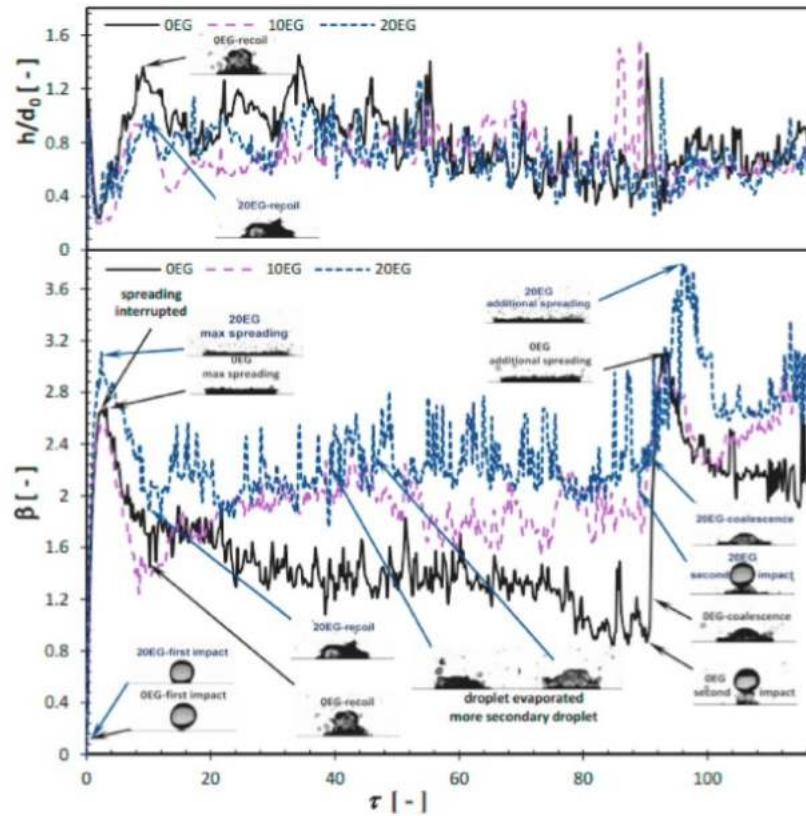 0EG 10EG 20EG
0EG-recoil
h/d0 [ - ]
1.6
1.2
0.8
0.4
0
20EG-recoil
0EG 10EG 20EG
spreading
interrupted
20EG
max spreading
0EG
max spreading
20EG
additional spreading
0EG
additional spreading
β [ - ]
3.6
3.2
2.8
2.4
2
1.6
1.2
0.8
0.4
0
20EG-coalescence
20EG
second impact
0EG-coalescence
0EG
second impact
20EG-first impact
0EG-first impact
20EG-recoil
0EG-recoil
droplet evaporated
more secondary droplet
0 20 40 60 80 100
τ [ - ]